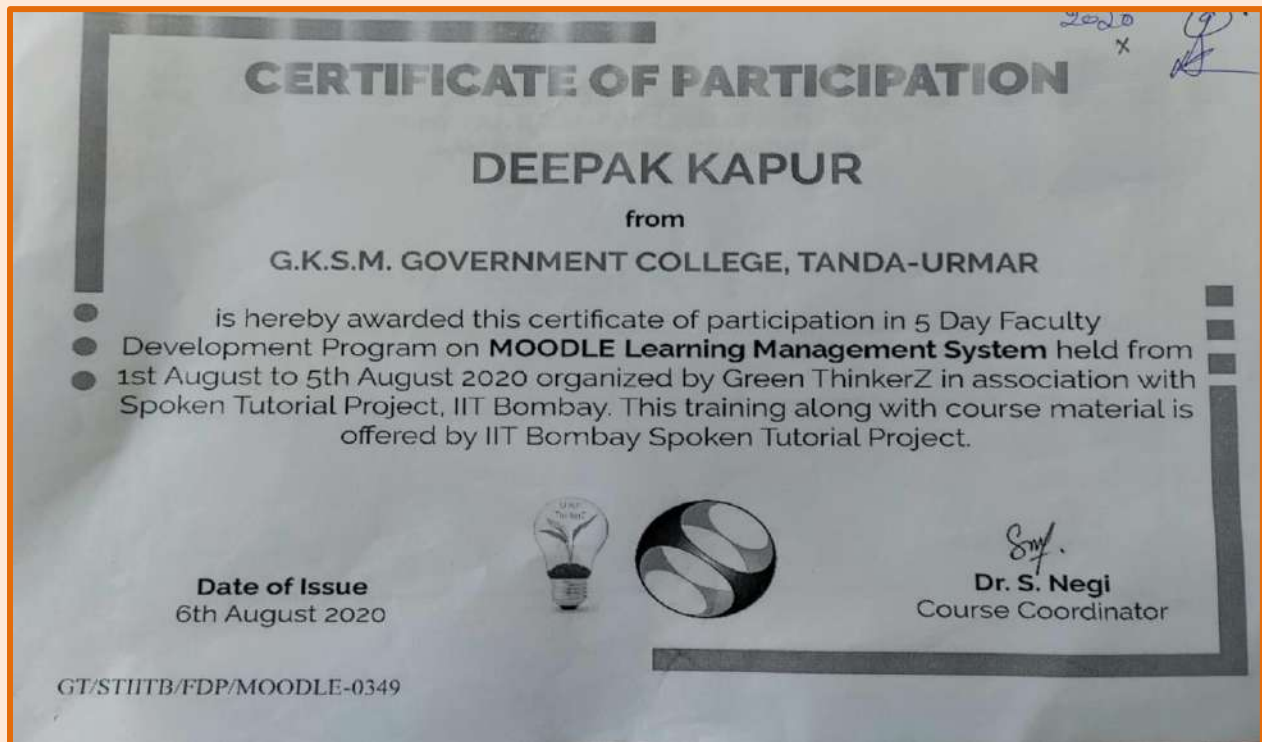 2020
x
CERTIFICATE OF PARTICIPATION
DEEPAK KAPUR
from
G.K.S.M. GOVERNMENT COLLEGE, TANDA-URMAR
is hereby awarded this certificate of participation in 5 Day Faculty
Development Program on MOODLE Learning Management System held from
1st August to 5th August 2020 organized by Green ThinkerZ in association with
Spoken Tutorial Project, IIT Bombay. This training along with course material is
offered by IIT Bombay Spoken Tutorial Project.
Date of Issue
6th August 2020
Dr. S. Negi
Course Coordinator
GT/STIITB/FDP/MOODLE-0349